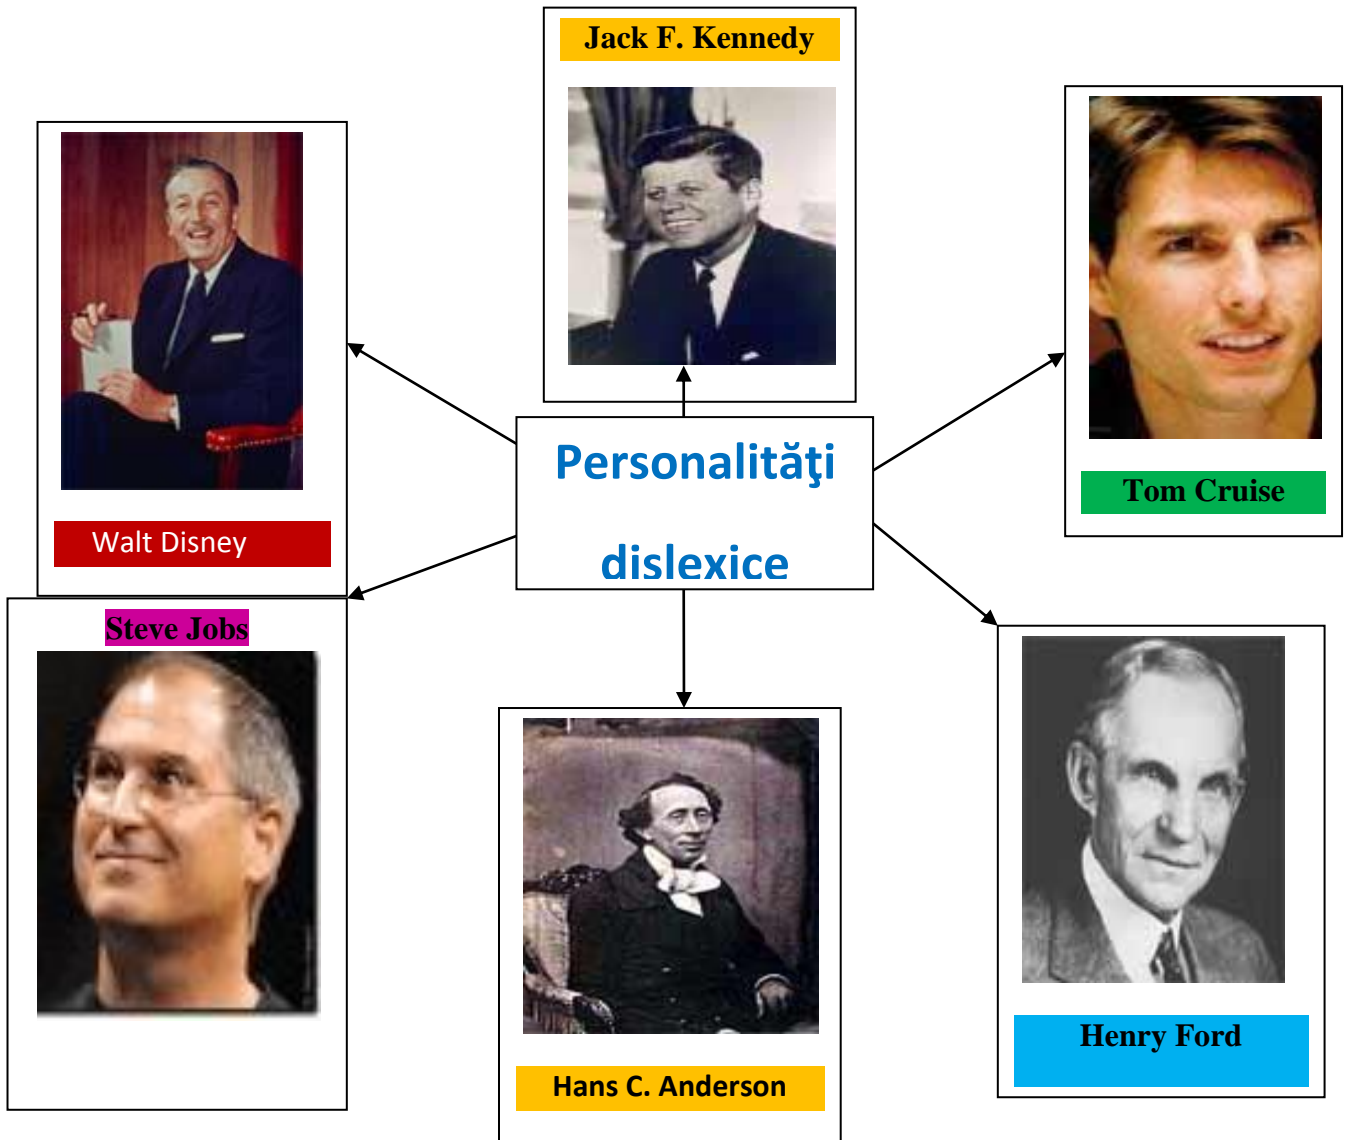 Jack F. Kennedy
Walt Disney
Personalităţi
dislexice
Tom Cruise
Steve Jobs
Hans C. Anderson
Henry Ford